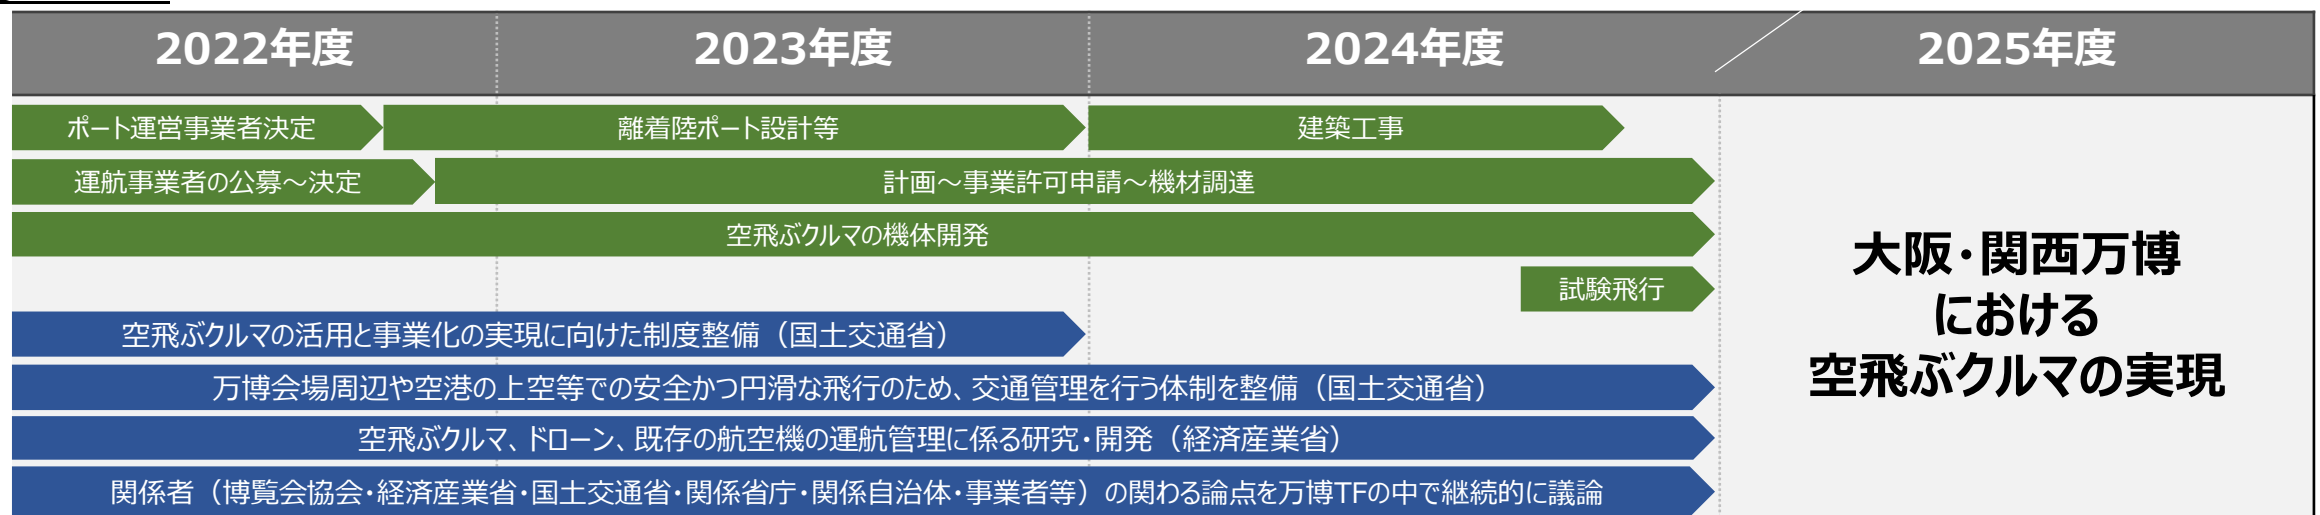 2022年度
2023年度
2024年度
2025年度
ポート運営事業者決定
離着陸ポート設計等
建築工事
運航事業者の公募～決定
計画～事業許可申請～機材調達
空飛ぶクルマの機体開発
試験飛行
空飛ぶクルマの活用と事業化の実現に向けた制度整備（国土交通省）
万博会場周辺や空港の上空等での安全かつ円滑な飛行のため、交通管理を行う体制を整備（国土交通省）
空飛ぶクルマ、ドローン、既存の航空機の運航管理に係る研究・開発（経済産業省）
関係者（博覧会協会・経済産業省・国土交通省・関係省庁・関係自治体・事業者等）の関わる論点を万博TFの中で継続的に議論
大阪・関西万博
における
空飛ぶクルマの実現